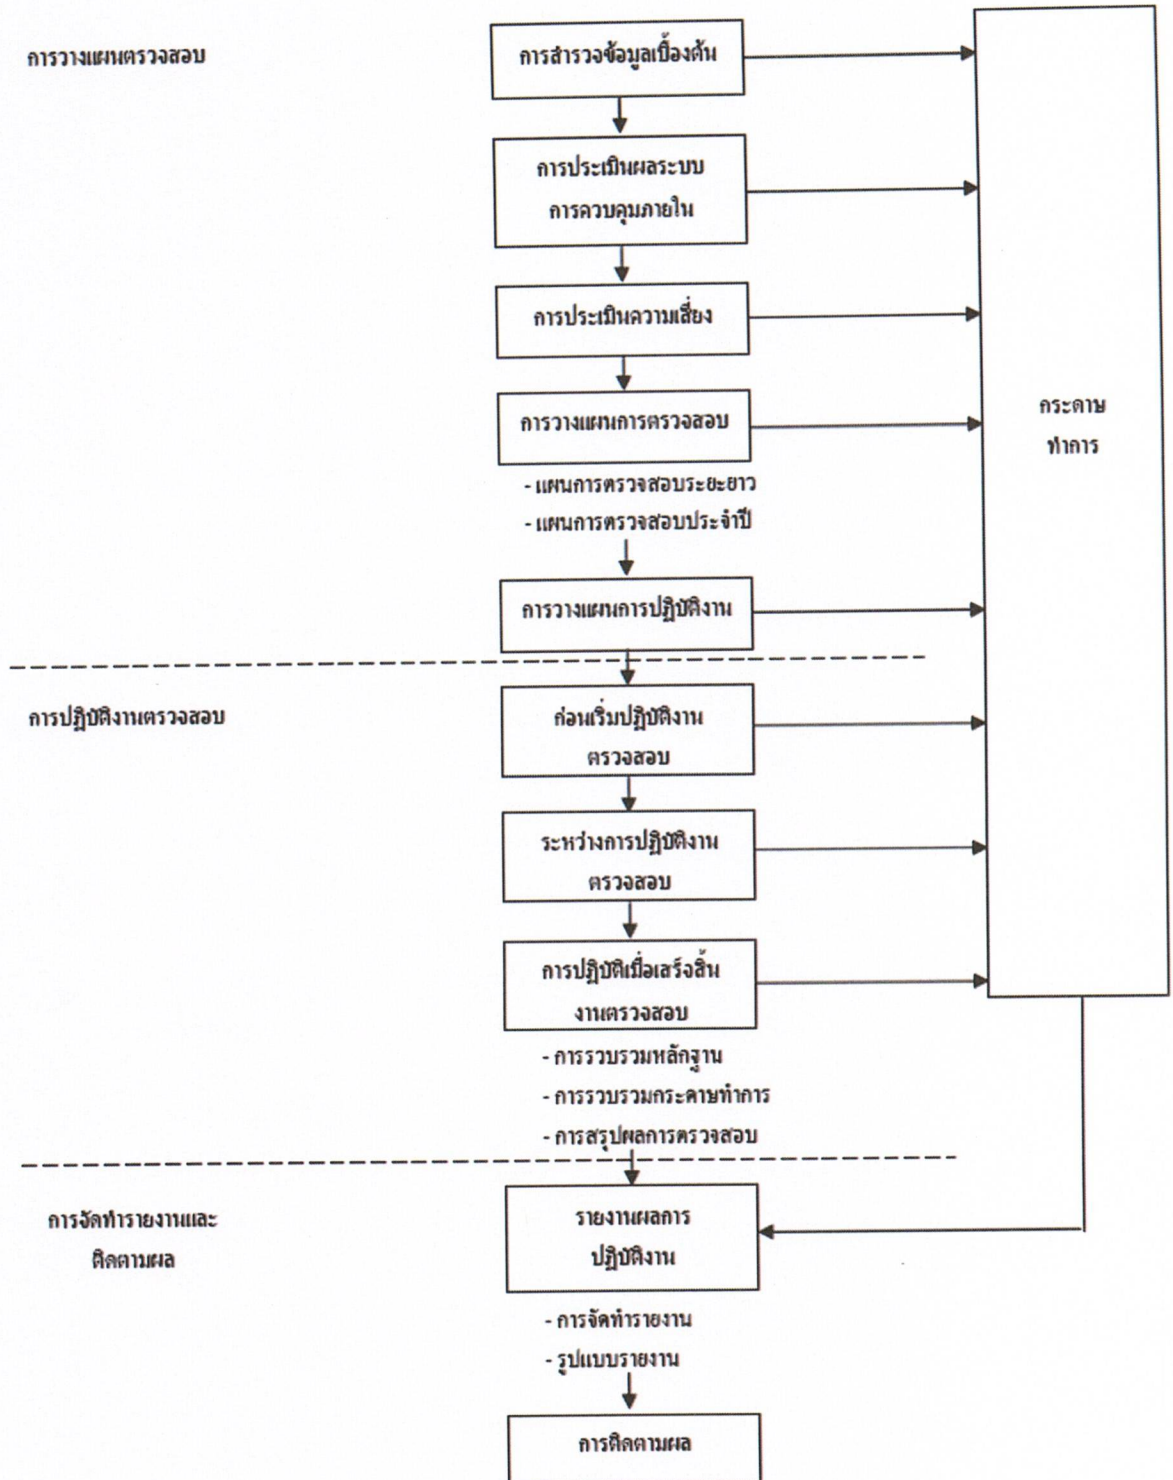 การวางแผนตรวจสอบ
การสำรวจข้อมูลเบื้องต้น
การประเมินผลระบบ
การควบคุมภายใน
การประเมินความเสี่ยง
การวางแผนการตรวจสอบ
- แผนการตรวจสอบระยะยาว
- แผนการตรวจสอบประจำปี
การวางแผนการปฏิบัติงาน
กระดาษ
ทำการ
การปฏิบัติงานตรวจสอบ
ก่อนเริ่มปฏิบัติงาน
ตรวจสอบ
ระหว่างการปฏิบัติงาน
ตรวจสอบ
การปฏิบัติเมื่อเสร็จสิ้น
งานตรวจสอบ
- การรวบรวมหลักฐาน
- การรวบรวมกระดาษทำการ
- การสรุปผลการตรวจสอบ
การจัดทำรายงานและ
ติดตามผล
รายงานผลการ
ปฏิบัติงาน
- การจัดทำรายงาน
- รูปแบบรายงาน
การติดตามผล